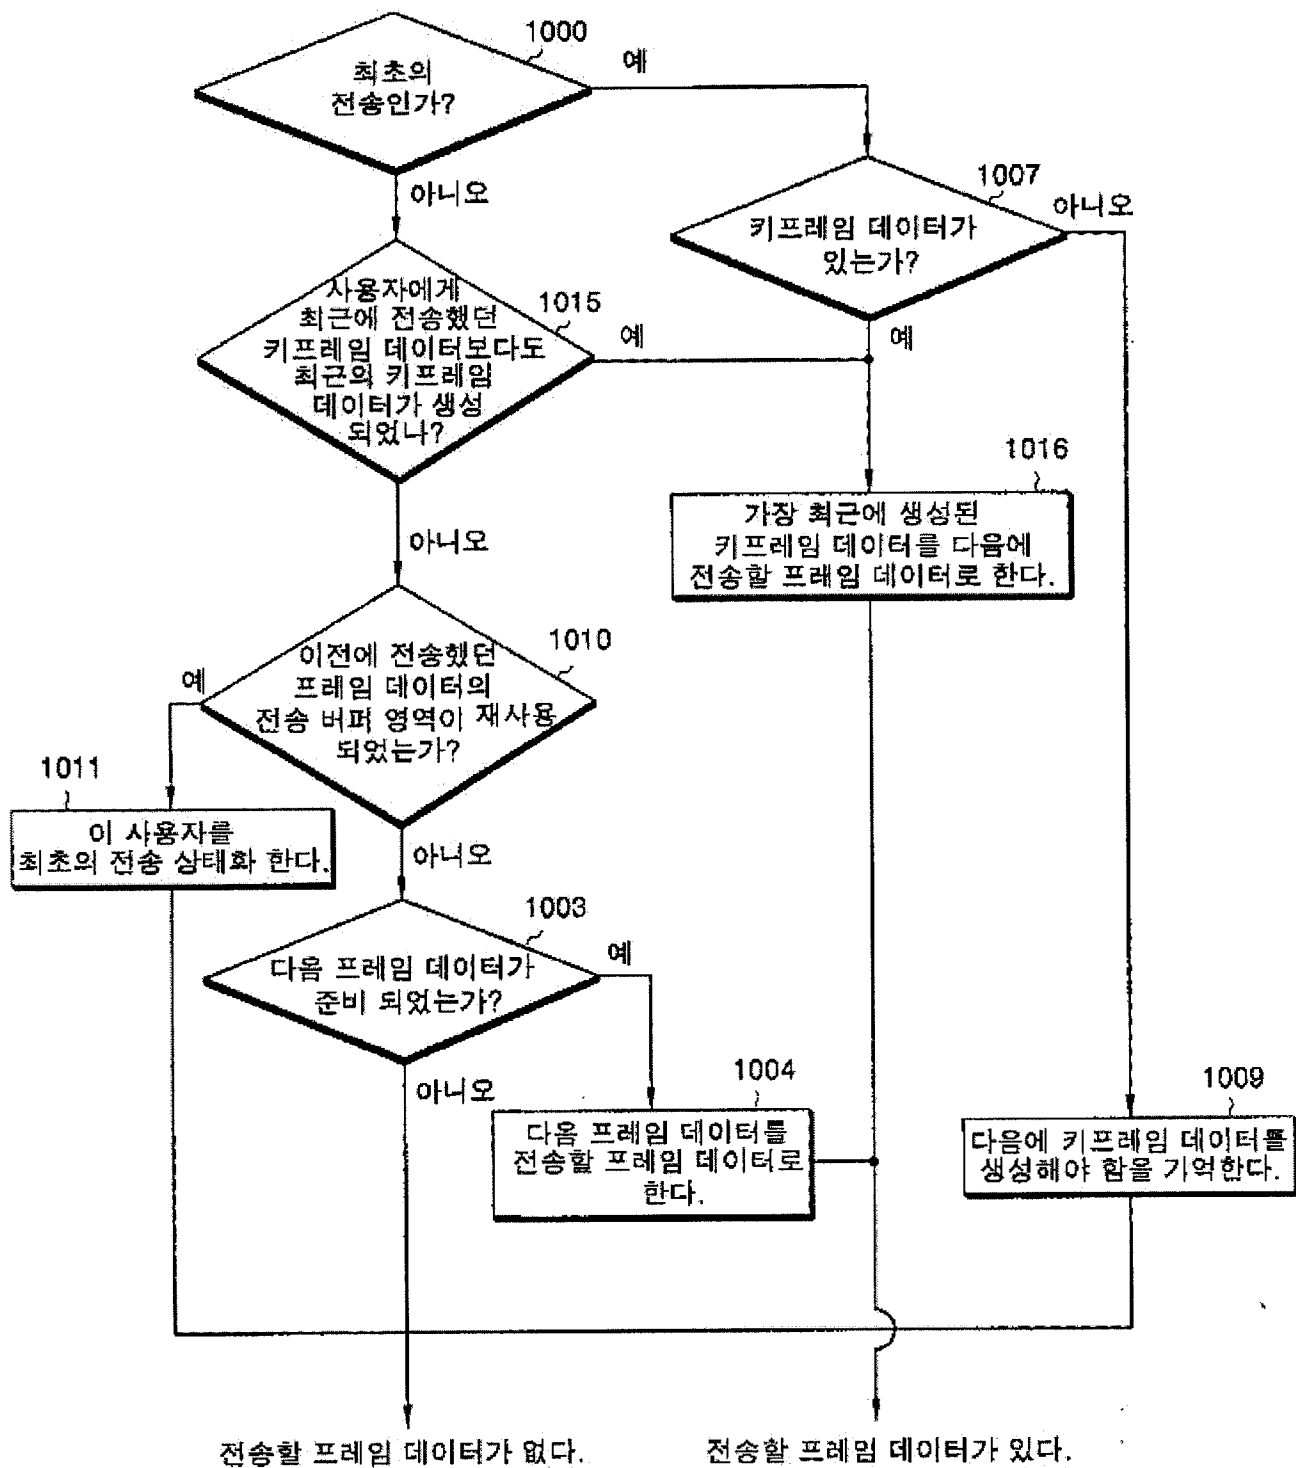 1000
최초의
전송인가?
예
아니오
1007
키프레임 데이터가
있는가?
아니오
예
사용자에게
최근에 전송했던
키프레임 데이터보다도
최근의 키프레임
데이터가 생성
되었나?
1015
예
아니오
1016
가장 최근에 생성된
키프레임 데이터를 다음에
전송할 프레임 데이터로 한다.
1010
이전에 전송했던
프레임 데이터의
전송 버퍼 영역이 재사용
되었는가?
예
아니오
1011
이 사용자를
최초의 전송 상태화 한다.
1003
다음 프레임 데이터가
준비 되었는가?
예
아니오
1004
다음 프레임 데이터를
전송할 프레임 데이터로
한다.
1009
다음에 키프레임 데이터를
생성해야 함을 기억한다.
전송할 프레임 데이터가 없다.
전송할 프레임 데이터가 있다.